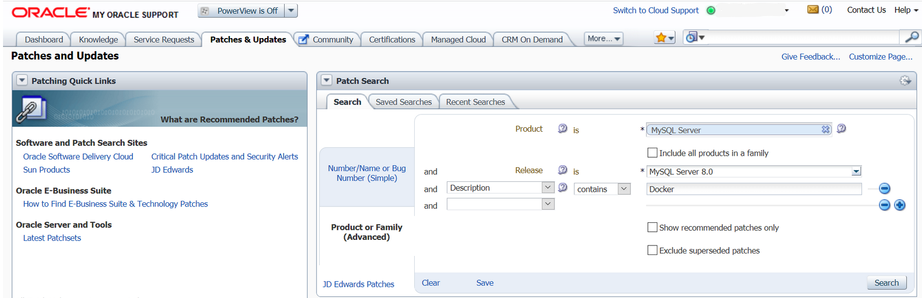 ORACLE MY ORACLE SUPPORT PowerView is Off Switch to Cloud Support (0) Contact Us Help
Dashboard Knowledge Service Requests Patches & Updates Community Certifications Managed Cloud CRM On Demand More...
Patches and Updates Give Feedback... Customize Page...
Patching Quick Links
What are Recommended Patches?
Software and Patch Search Sites
Oracle Software Delivery Cloud Critical Patch Updates and Security Alerts
Sun Products JD Edwards
Oracle E-Business Suite
How to Find E-Business Suite & Technology Patches
Oracle Server and Tools
Latest Patchsets
Patch Search
Search Saved Searches Recent Searches
Number/Name or Bug
Number (Simple)
Product or Family
(Advanced)
JD Edwards Patches
Product is * MySQL Server
Include all products in a family
and Release is * MySQL Server 8.0
and Description contains Docker
and
Show recommended patches only
Exclude superseded patches
Clear Save Search